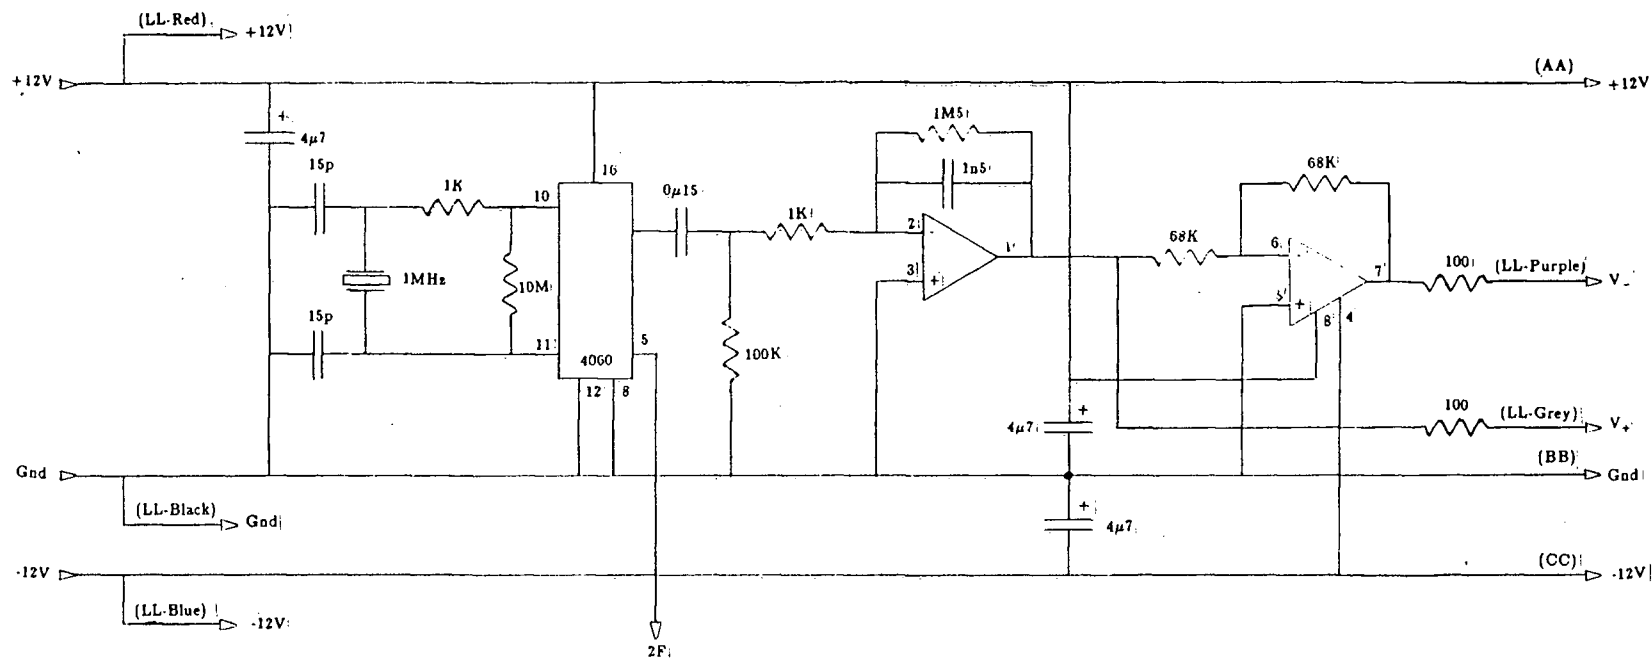 (LL-Red)
+12V
+12V
(AA)
+12V
+
4μ7
15p
1K
10
16
0μ15
1M5
1n5
1K
2
-
1
3
+
68K
68K
6
-
7
100
(LL-Purple)
V-
5
+
8
4
1MHz
10M
15p
11
4060
5
12
8
100K
+
4μ7
100
(LL-Grey)
V+
Gnd
(BB)
Gnd
(LL-Black)
Gnd
+
4μ7
-12V
(CC)
-12V
(LL-Blue)
-12V
2F